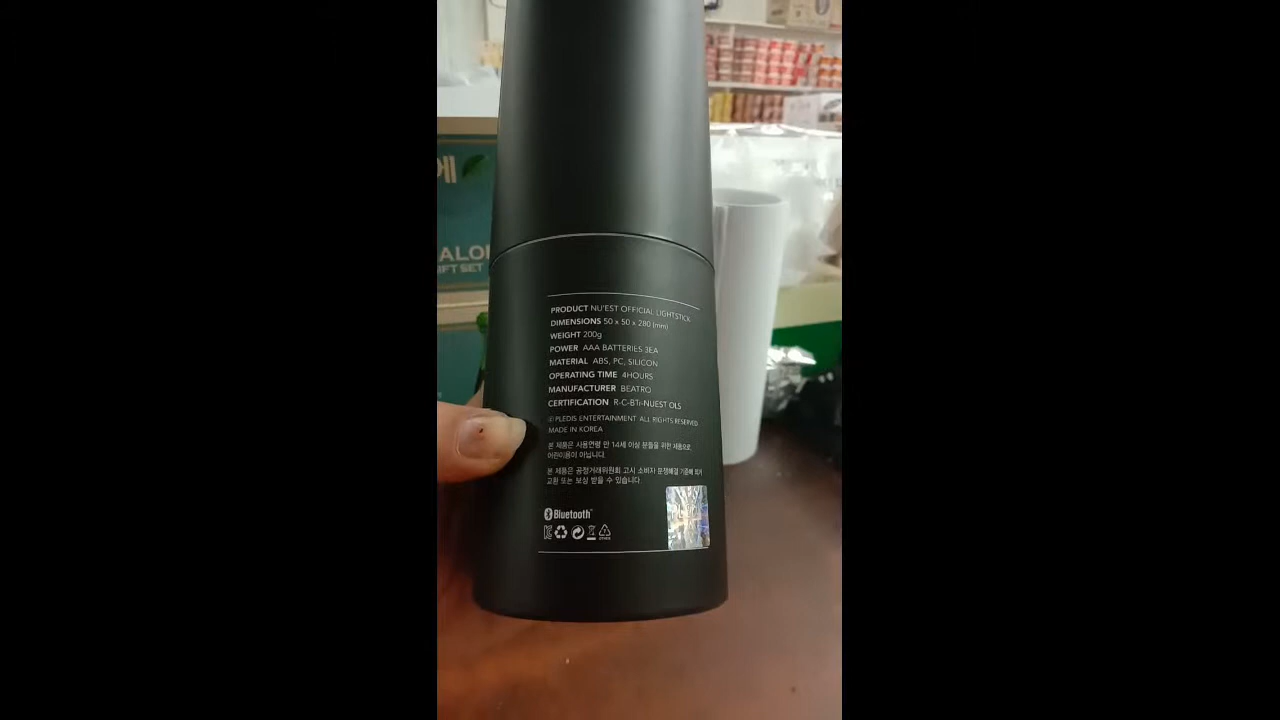 에
ALO
IFT SET
PRODUCT NU'EST OFFICIAL LIGHTSTICK
DIMENSIONS 50 x 50 x 280 (mm)
WEIGHT 200g
POWER AAA BATTERIES 3EA
MATERIAL ABS, PC, SILICON
OPERATING TIME 4HOURS
MANUFACTURER BEATRO
CERTIFICATION R-C-BTr-NUEST OLS
ⓒ PLEDIS ENTERTAINMENT ALL RIGHTS RESERVED.
MADE IN KOREA
본 제품은 사용연령 만 14세 이상 분들을 위한 제품으로
어린이용이 아닙니다.
본 제품은 공정거래위원회 고시 소비자 분쟁해결 기준에 의거
교환 또는 보상 받을 수 있습니다.
Bluetooth